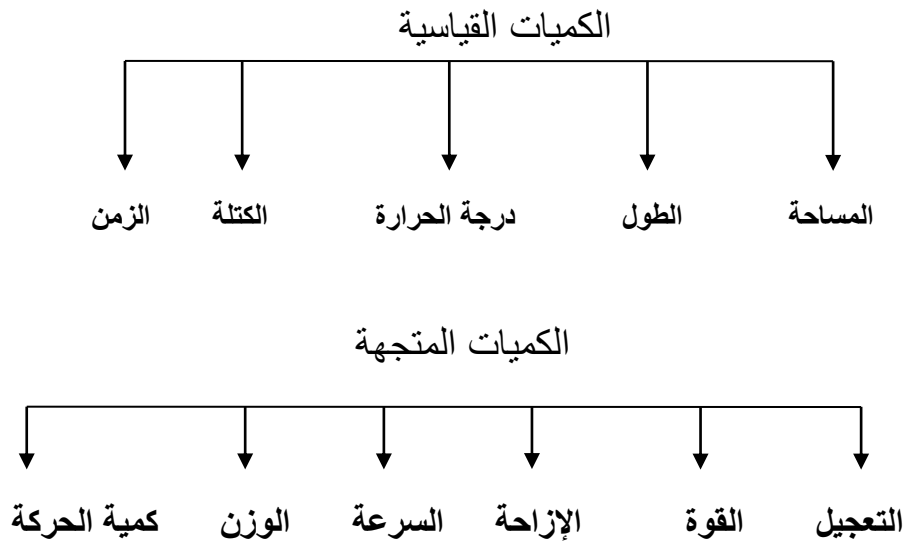 الكميات القياسية
المساحة الطول درجة الحرارة الكتلة الزمن
الكميات المتجهة
التعجيل القوة الإزاحة السرعة الوزن كمية الحركة